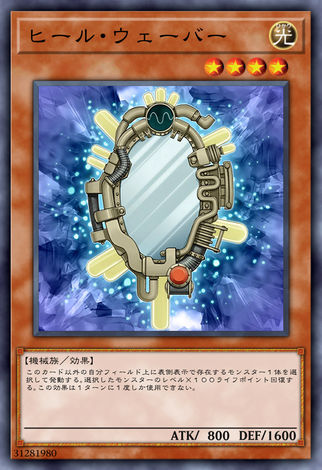 ヒール・ウェーバー
光
【機械族／効果】
このカード以外の自分フィールド上に表側表示で存在するモンスター１体を選
択して発動する。選択したモンスターのレベル×１００ライフポイント回復す
る。この効果は１ターンに１度しか使用できない。
ATK/ 800 DEF/1600
31281980